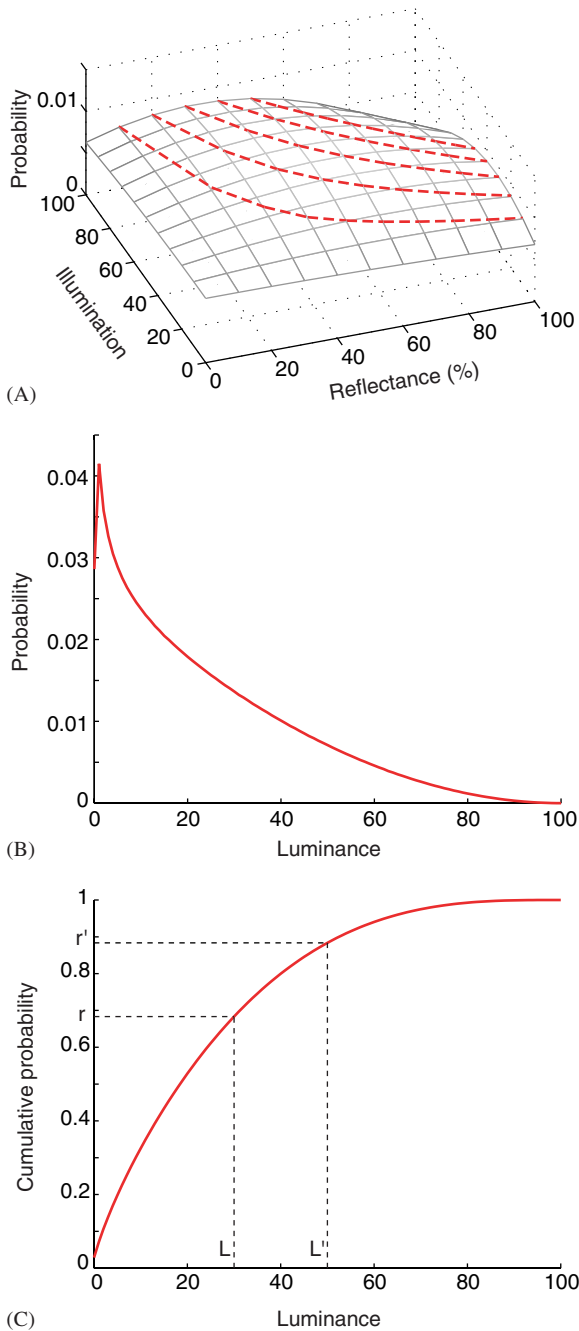 Probability
0.01
0
100
80
60
40
20
0
Illumination
0
20
40
60
80
100
Reflectance (%)
(A)
Probability
0.04
0.03
0.02
0.01
0
0
20
40
60
80
100
Luminance
(B)
Cumulative probability
1
r'
0.8
r
0.6
0.4
0.2
0
L
L'
0
20
40
60
80
100
Luminance
(C)